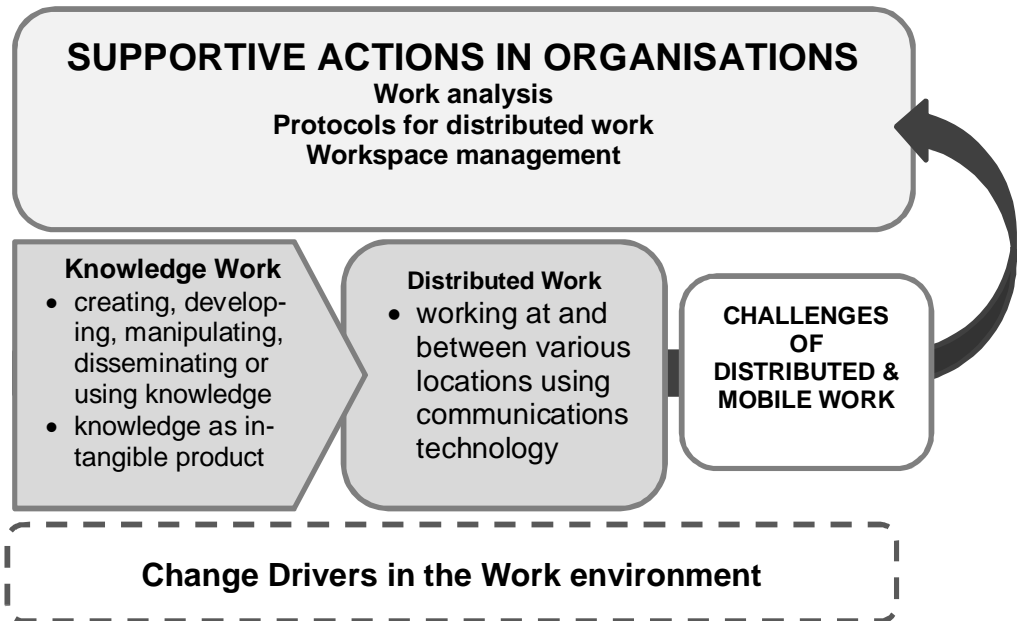 SUPPORTIVE ACTIONS IN ORGANISATIONS
Work analysis
Protocols for distributed work
Workspace management
Knowledge Work
• creating, develop-
ing, manipulating,
disseminating or
using knowledge
• knowledge as in-
tangible product
Distributed Work
• working at and
between various
locations using
communications
technology
CHALLENGES
OF
DISTRIBUTED &
MOBILE WORK
Change Drivers in the Work environment